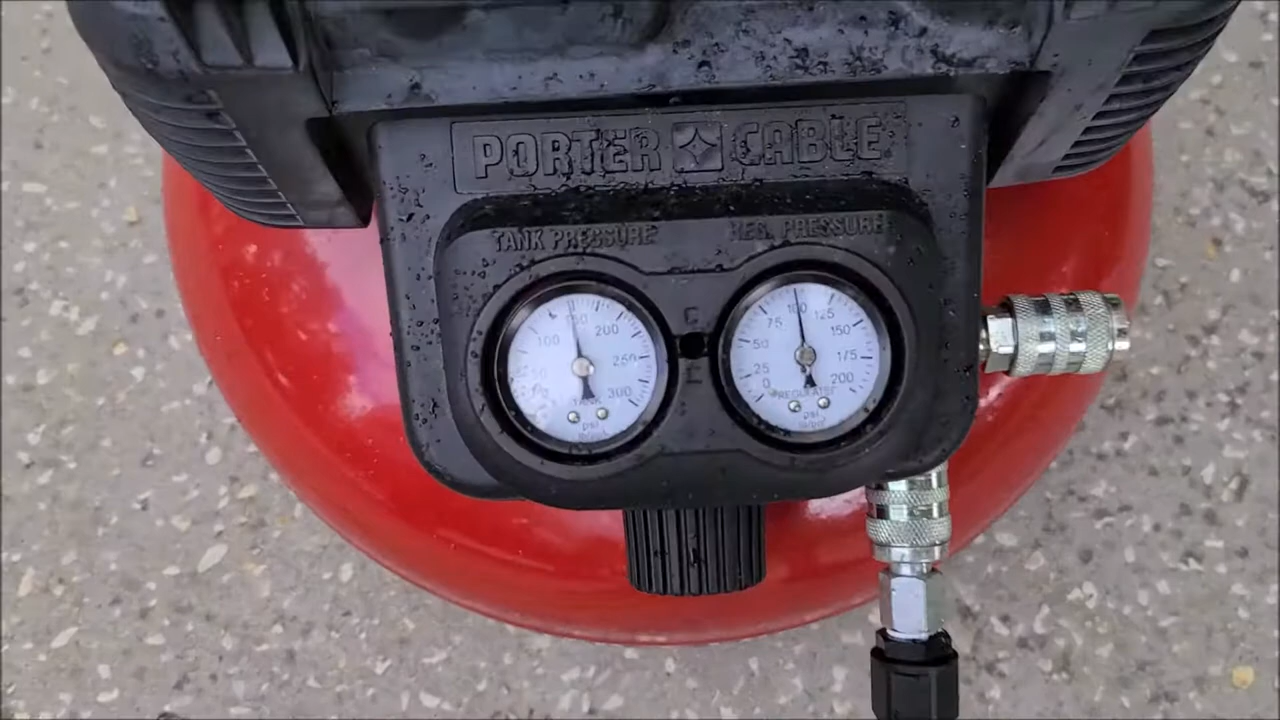 PORTER CABLE
TANK PRESSURE
REG. PRESSURE
50
100
150
200
250
300
TANK
psi
0
25
50
75
100
125
150
175
200
REGULATED
psi